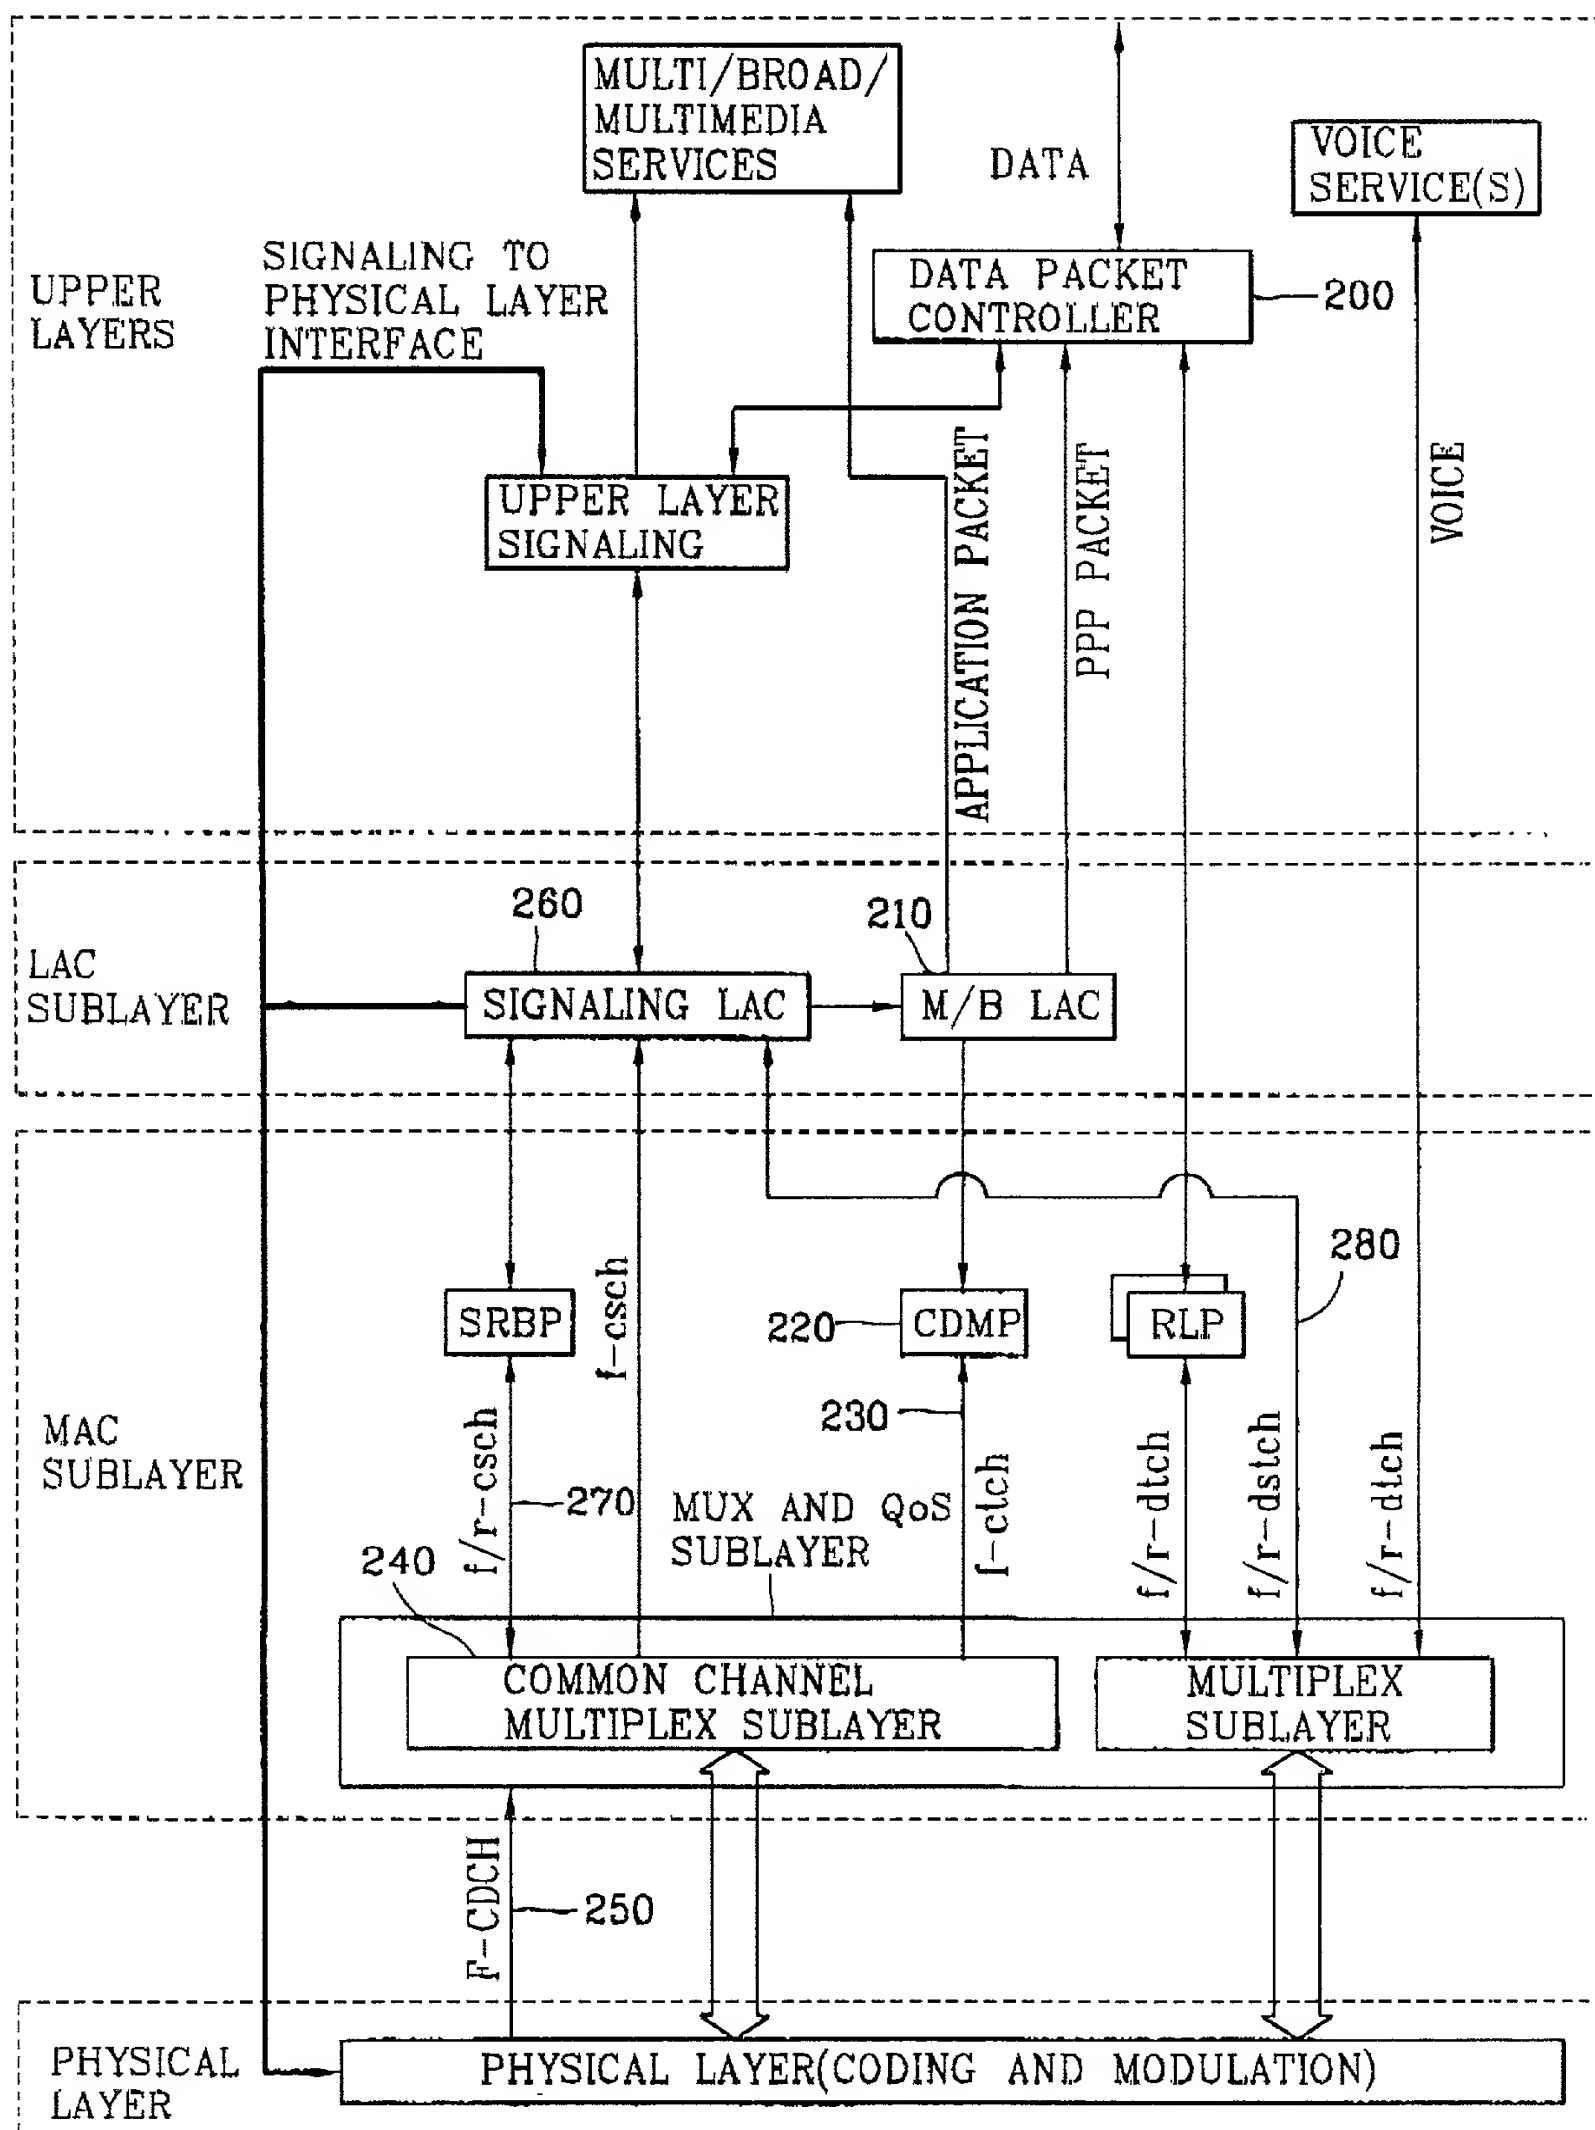 MULTI/BROAD/
MULTIMEDIA
SERVICES
DATA
VOICE
SERVICE(S)
SIGNALING TO
PHYSICAL LAYER
INTERFACE
UPPER
LAYERS
DATA PACKET
CONTROLLER
200
UPPER LAYER
SIGNALING
APPLICATION PACKET
PPP PACKET
VOICE
260
210
LAC
SUBLAYER
SIGNALING LAC
M/B LAC
280
SRBP
f-csch
220
CDMP
RLP
230
MAC
SUBLAYER
f/r-csch
270
MUX AND QoS
SUBLAYER
f-ctch
f/r-dtch
f/r-dstch
f/r-dtch
240
COMMON CHANNEL
MULTIPLEX SUBLAYER
MULTIPLEX
SUBLAYER
F-CDCH
250
PHYSICAL
LAYER
PHYSICAL LAYER(CODING AND MODULATION)